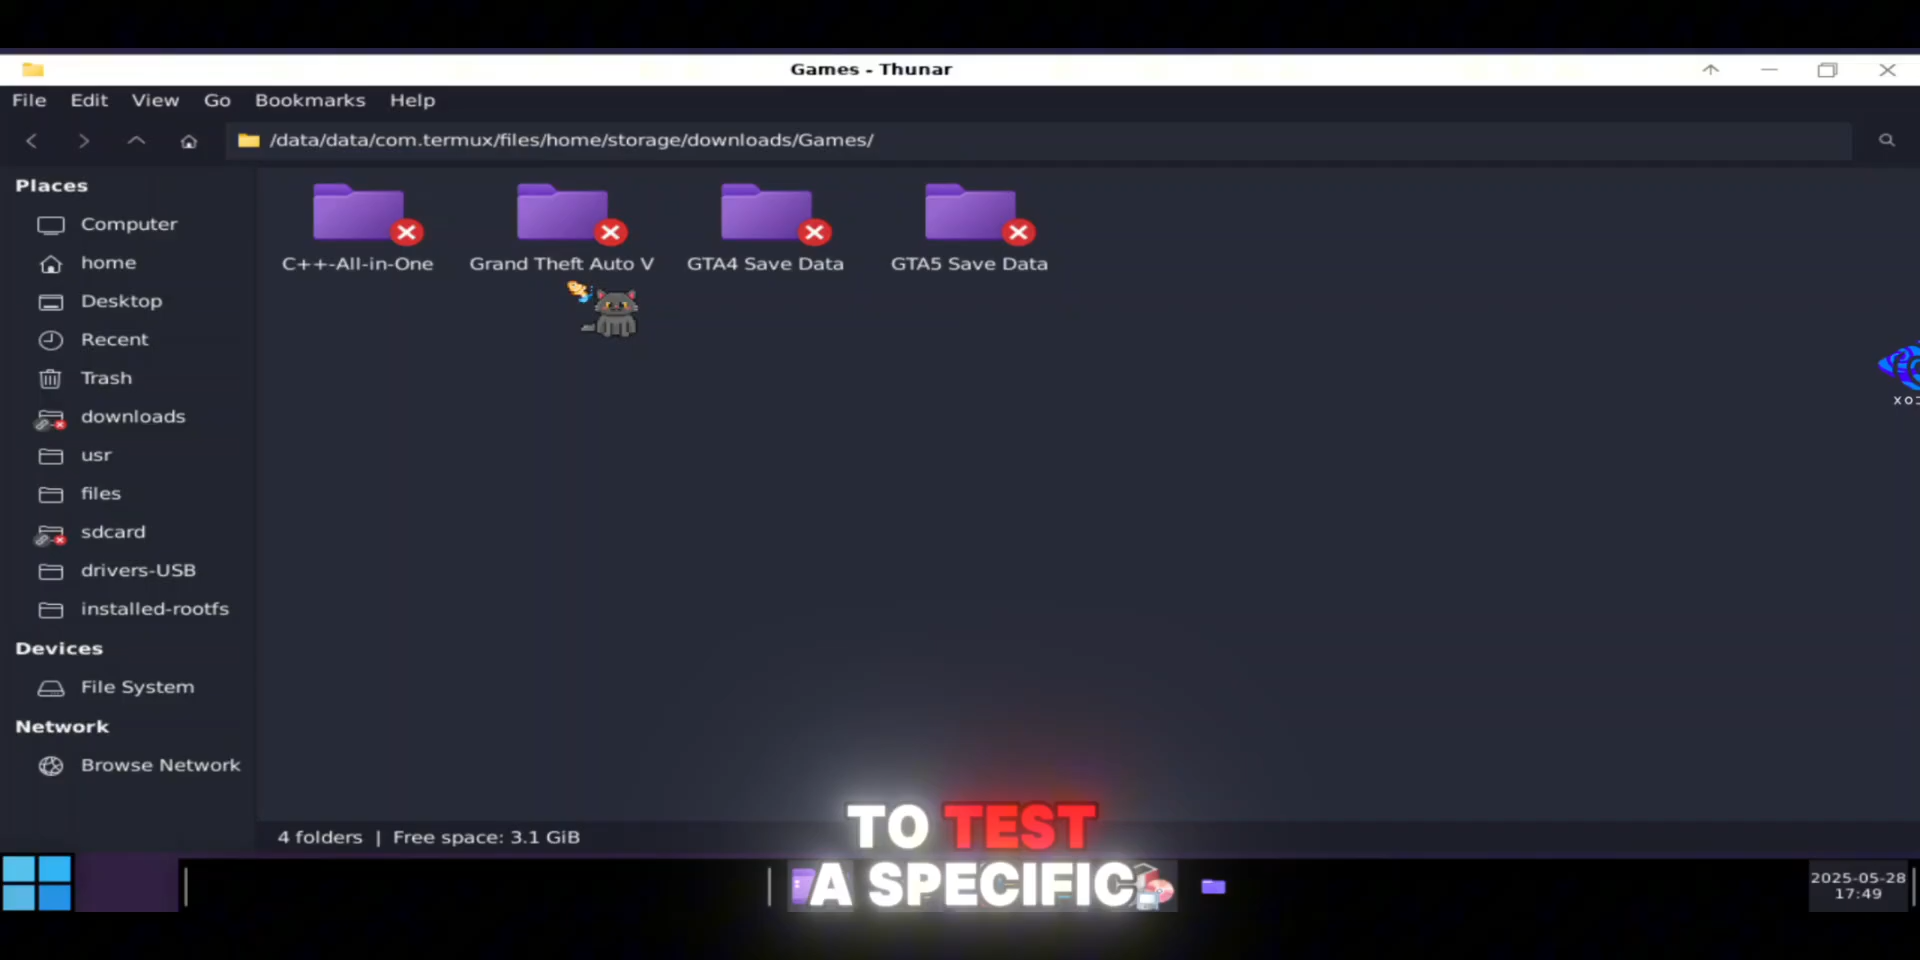 Games - Thunar
File Edit View Go Bookmarks Help
/data/data/com.termux/files/home/storage/downloads/Games/
Places
Computer
home
Desktop
Recent
Trash
downloads
usr
files
sdcard
drivers-USB
installed-rootfs
Devices
File System
Network
Browse Network
C++-All-in-One
Grand Theft Auto V
GTA4 Save Data
GTA5 Save Data
4 folders | Free space: 3.1 GiB
TO TEST
A SPECIFIC
2025-05-28
17:49